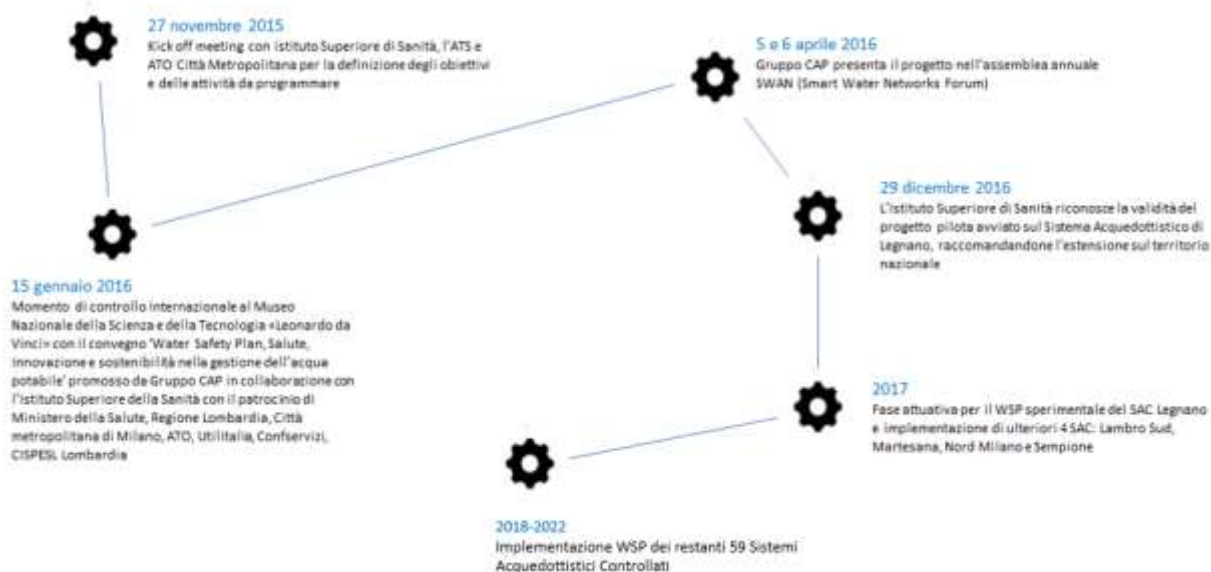 27 novembre 2015
Kick off meeting con istituto Superiore di Sanità, l'ATS e
ATO Città Metropolitana per la definizione degli obiettivi
e delle attività da programmare
15 gennaio 2016
Momento di controllo internazionale al Museo
Nazionale della Scienza e della Tecnologia «Leonardo da
Vinci» con il convegno 'Water Safety Plan, Salute,
innovazione e sostenibilità nella gestione dell'acqua
potabile' promosso da Gruppo CAP in collaborazione con
l'Istituto Superiore della Sanità con il patrocinio di
Ministero della Salute, Regione Lombardia, Città
metropolitana di Milano, ATO, Utilitalia, Confservizi,
CISPESL Lombardia
5 e 6 aprile 2016
Gruppo CAP presenta il progetto nell'assemblea annuale
SWAN (Smart Water Networks Forum)
29 dicembre 2016
L'Istituto Superiore di Sanità riconosce la validità del
progetto pilota avviato sul Sistema Acquedottistico di
Legnano, raccomandandone l'estensione sul territorio
nazionale
2017
Fase attuativa per il WSP sperimentale del SAC Legnano
e implementazione di ulteriori 4 SAC: Lambro Sud,
Martesana, Nord Milano e Sempione
2018-2022
Implementazione WSP dei restanti 59 Sistemi
Acquedottistici Controllati